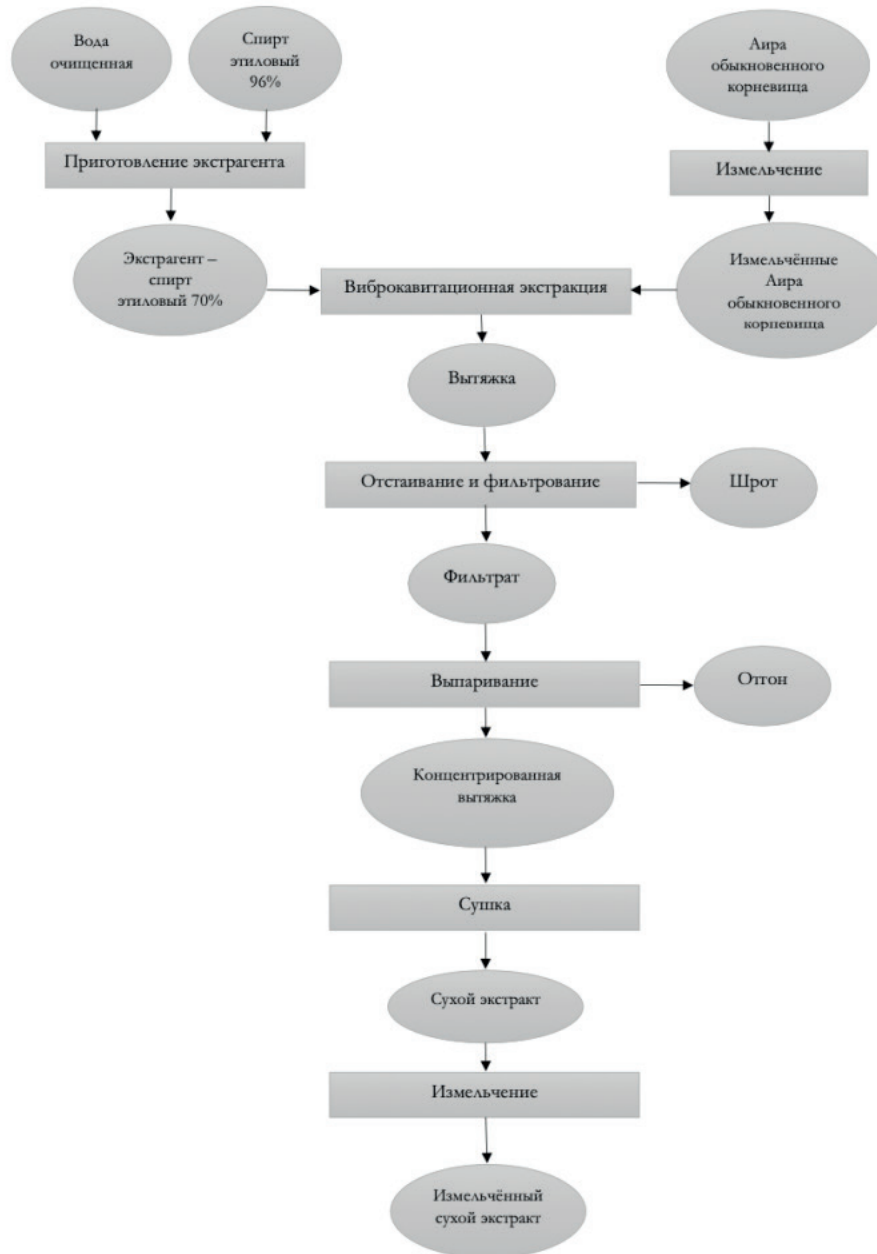 Вода
очищенная
Спирт
этиловый
96%
Аира
обыкновенного
корневища
Приготовление экстрагента
Измельчение
Экстрагент –
спирт
этиловый 70%
Виброкавитационная экстракция
Измельчённые
Аира
обыкновенного
корневища
Вытяжка
Отстаивание и фильтрование
Шрот
Фильтрат
Выпаривание
Отгон
Концентрированная
вытяжка
Сушка
Сухой экстракт
Измельчение
Измельчённый
сухой экстракт